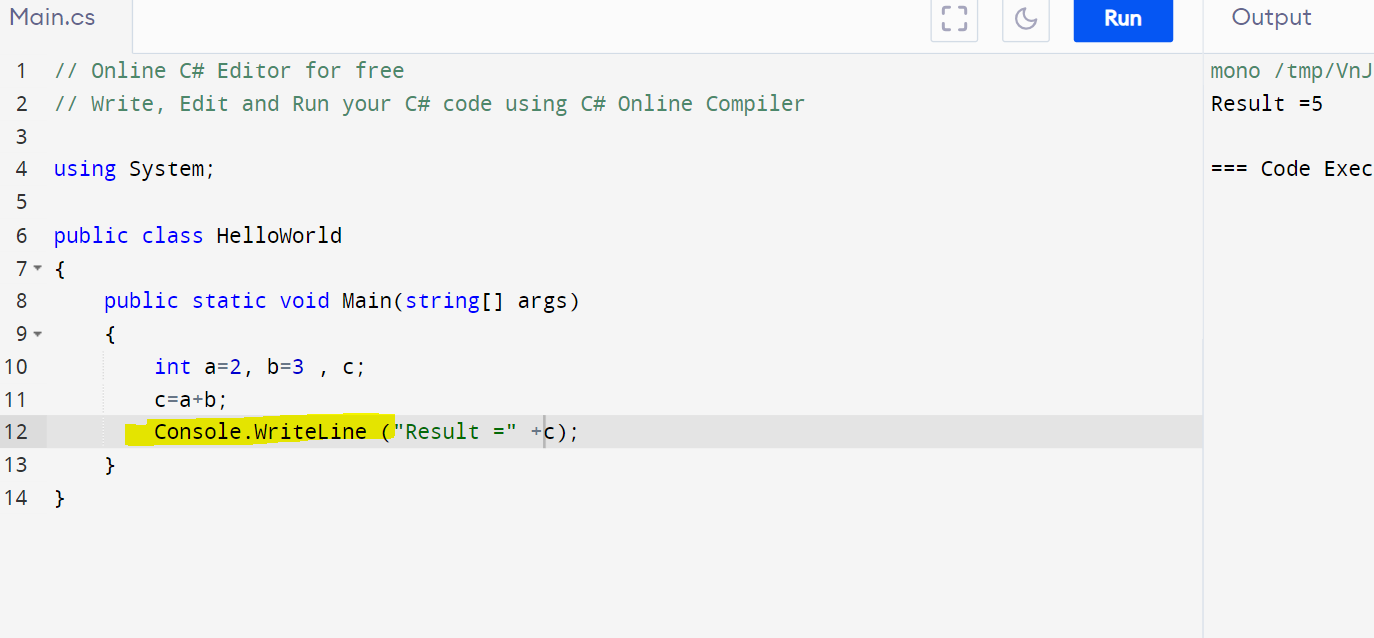 Main.cs
Run
Output
1 // Online C# Editor for free
2 // Write, Edit and Run your C# code using C# Online Compiler
3
4 using System;
5
6 public class HelloWorld
7 {
8 public static void Main(string[] args)
9 {
10 int a=2, b=3 , c;
11 c=a+b;
12 Console.WriteLine ("Result =" +c);
13 }
14 }
mono /tmp/VnJ
Result =5
=== Code Exec